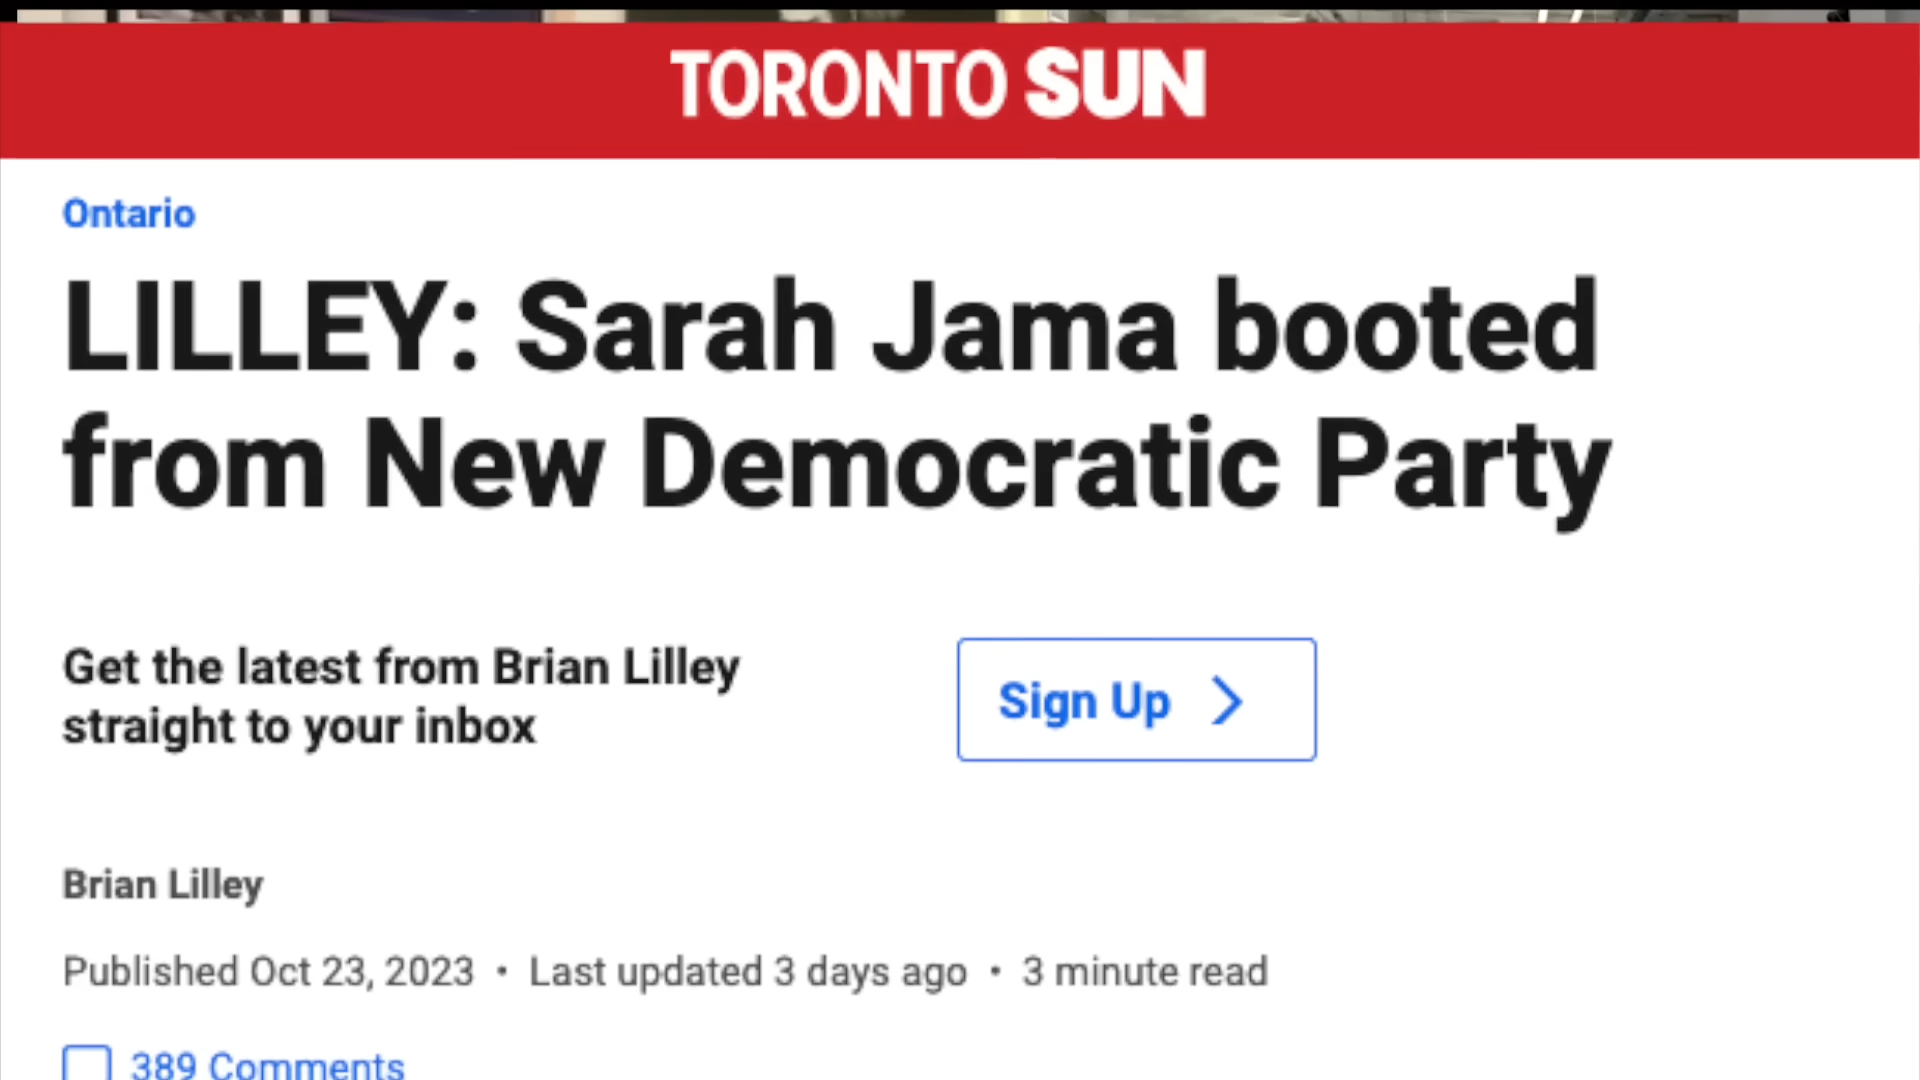 TORONTO SUN
Ontario
LILLEY: Sarah Jama booted
from New Democratic Party
Get the latest from Brian Lilley
straight to your inbox
Sign Up
Brian Lilley
Published Oct 23, 2023 • Last updated 3 days ago • 3 minute read
389 Comments